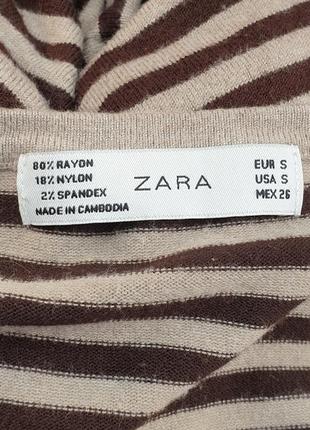 80% RAYON
18% NYLON
2% SPANDEX
MADE IN CAMBODIA
ZARA
EUR S
USA S
MEX 26